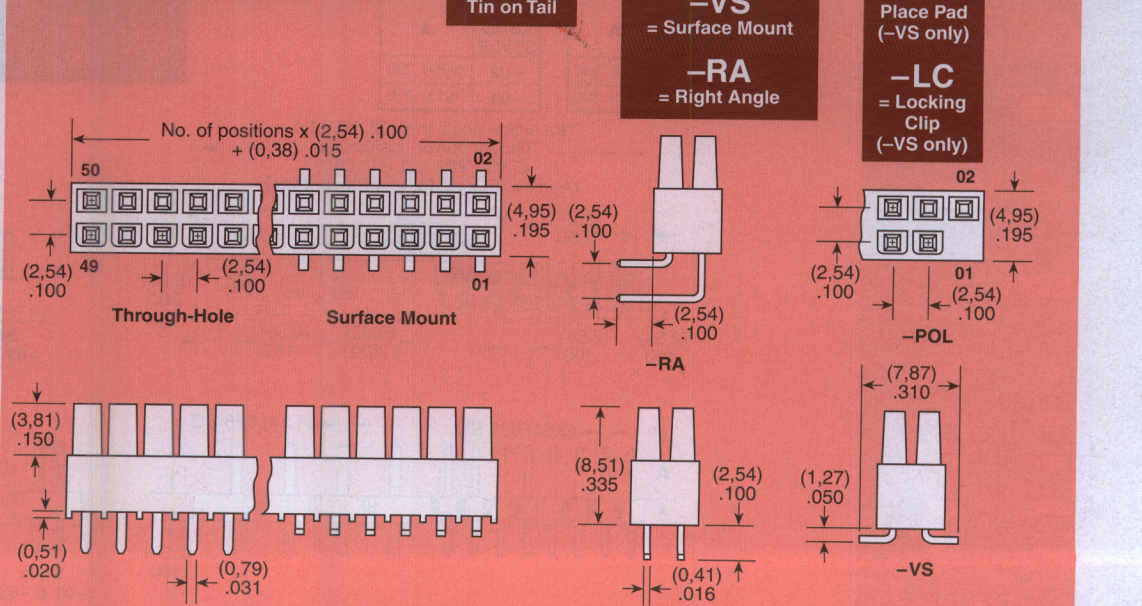 Tin on Tail
–VS
= Surface Mount
–RA
= Right Angle
Place Pad
(–VS only)
–LC
= Locking
Clip
(–VS only)
No. of positions x (2,54) .100
+ (0,38) .015
50
02
49
01
(2,54)
.100
(2,54)
.100
(4,95)
.195
Through-Hole
Surface Mount
(2,54)
.100
(2,54)
.100
–RA
02
(4,95)
.195
(2,54)
.100
01
(2,54)
.100
–POL
(3,81)
.150
(0,51)
.020
(0,79)
.031
(8,51)
.335
(2,54)
.100
(0,41)
.016
(7,87)
.310
(1,27)
.050
–VS